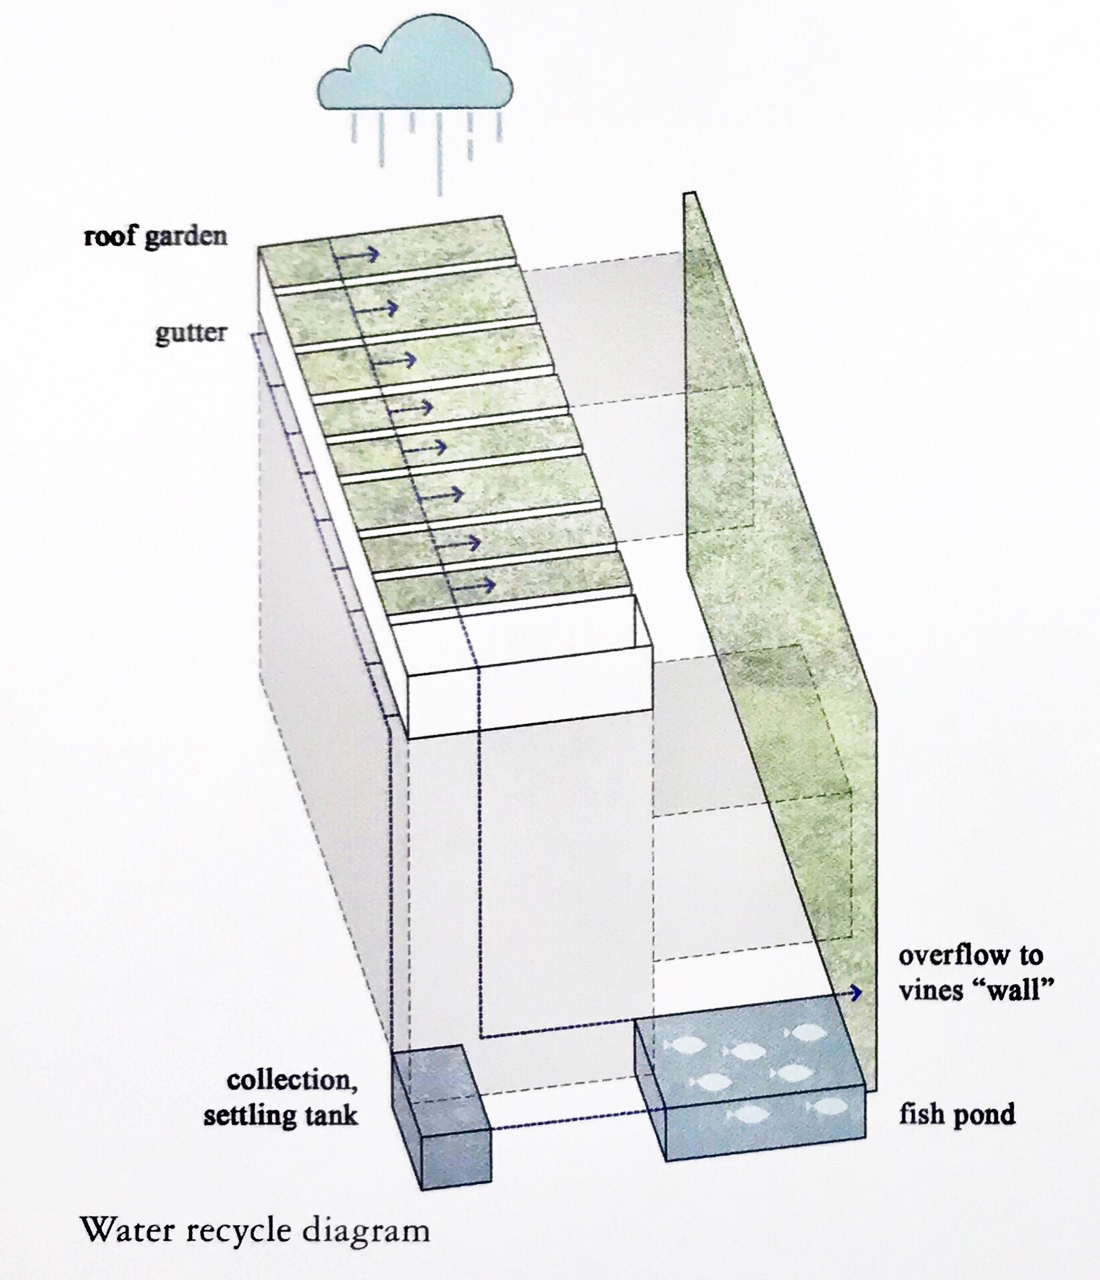 roof garden
gutter
overflow to
vines “wall”
collection,
settling tank
fish pond
Water recycle diagram